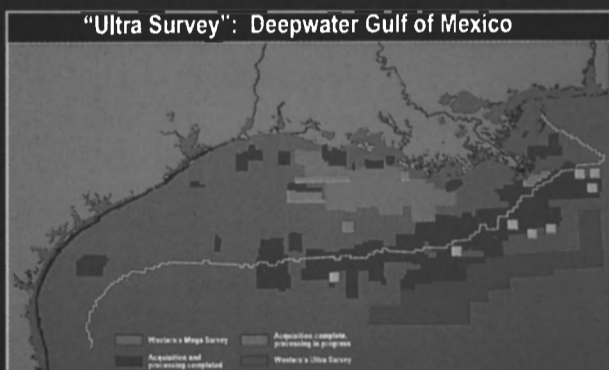 "Ultra Survey": Deepwater Gulf of Mexico
Western's Mega Survey
Acquisition and
processing completed
Acquisition complete,
processing in progress
Western's Ultra Survey